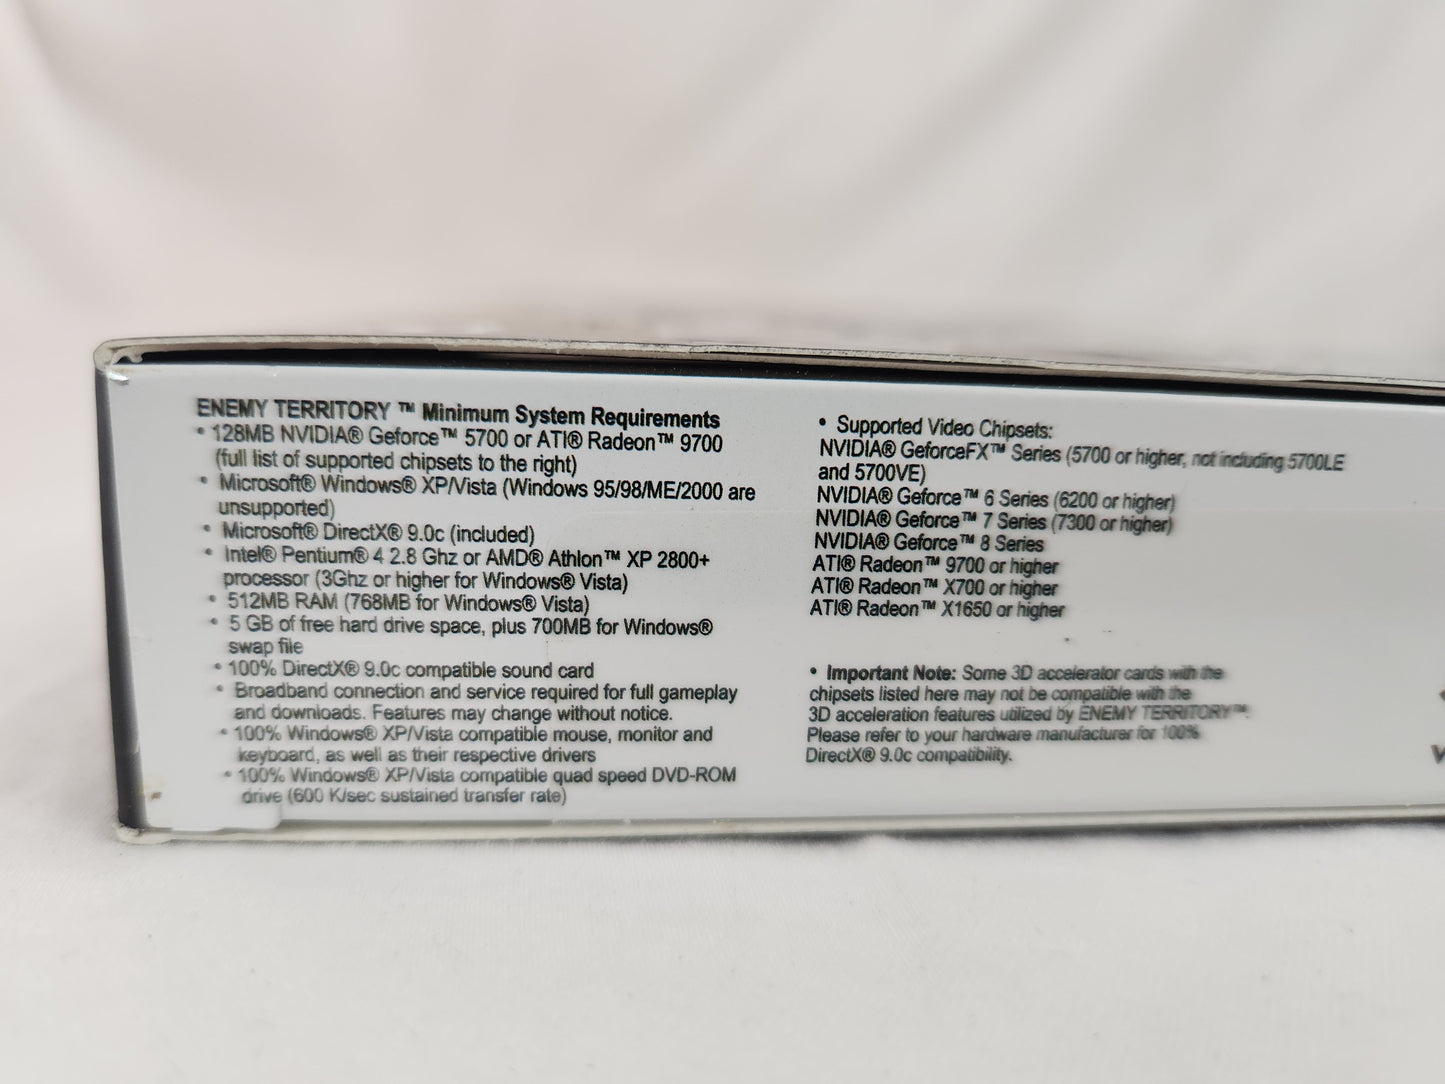 ENEMY TERRITORY ™ Minimum System Requirements
• 128MB NVIDIA® Geforce™ 5700 or ATI® Radeon™ 9700
(full list of supported chipsets to the right)
• Microsoft® Windows® XP/Vista (Windows 95/98/ME/2000 are
unsupported)
• Microsoft® DirectX® 9.0c (included)
• Intel® Pentium® 4 2.8 Ghz or AMD® Athlon™ XP 2800+
processor (3Ghz or higher for Windows® Vista)
• 512MB RAM (768MB for Windows® Vista)
• 5 GB of free hard drive space, plus 700MB for Windows®
swap file
• 100% DirectX® 9.0c compatible sound card
• Broadband connection and service required for full gameplay
and downloads. Features may change without notice.
• 100% Windows® XP/Vista compatible mouse, monitor and
keyboard, as well as their respective drivers
• 100% Windows® XP/Vista compatible quad speed DVD-ROM
drive (600 K/sec sustained transfer rate)
• Supported Video Chipsets:
NVIDIA® GeforceFX™ Series (5700 or higher, not including 5700LE
and 5700VE)
NVIDIA® Geforce™ 6 Series (6200 or higher)
NVIDIA® Geforce™ 7 Series (7300 or higher)
NVIDIA® Geforce™ 8 Series
ATI® Radeon™ 9700 or higher
ATI® Radeon™ X700 or higher
ATI® Radeon™ X1650 or higher
• Important Note: Some 3D accelerator cards with the
chipsets listed here may not be compatible with the
3D acceleration features utilized by ENEMY TERRITORY™.
Please refer to your hardware manufacturer for 100%
DirectX® 9.0c compatibility.